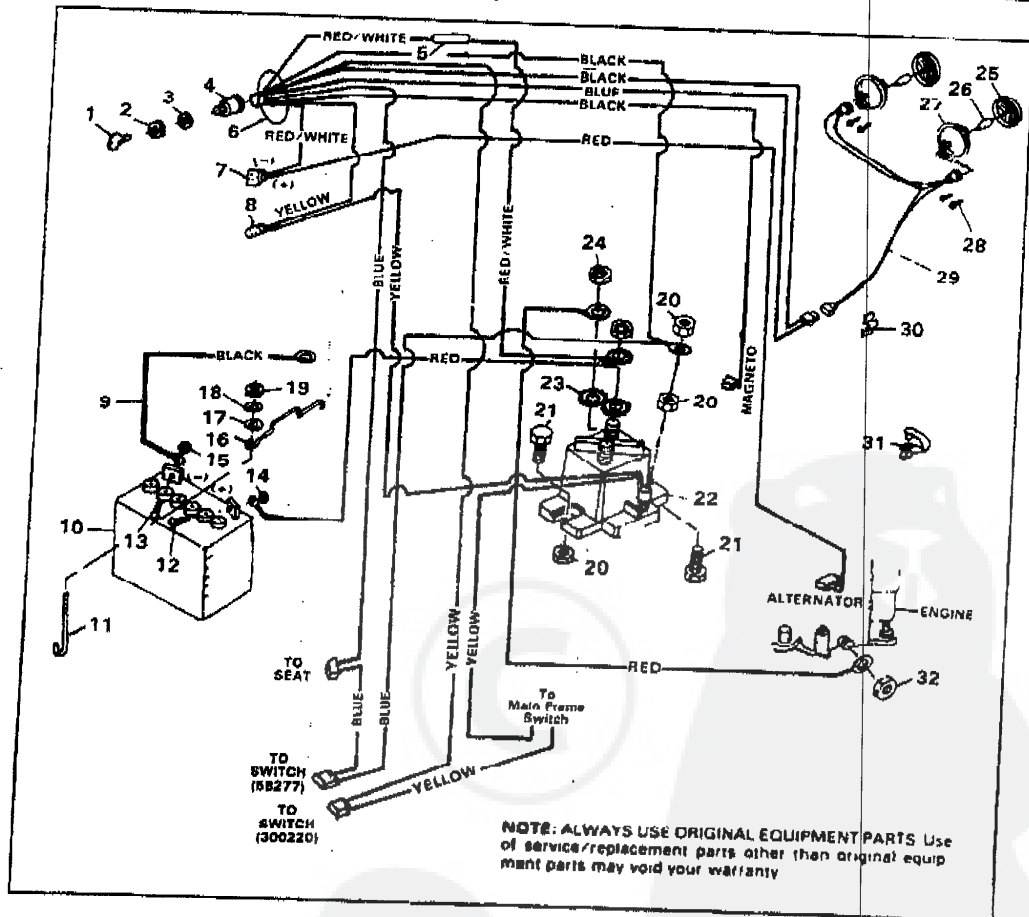 RED/WHITE
5
BLACK
BLACK
BLUE
BLACK
25
26
27
4
3
2
1
6
RED/WHITE
RED
(-)
7
(+)
YELLOW
8
28
29
24
RED/WHITE
BLUE
YELLOW
20
30
BLACK
RED
19
18
9
17
16
15
14
23
21
20
MAGNETO
31
(-)
(+)
10
13
12
22
20
21
11
ALTERNATOR
ENGINE
TO
SEAT
YELLOW
YELLOW
RED
32
To
Main Frame
Switch
BLUE
BLUE
TO
SWITCH
(58277)
YELLOW
TO
SWITCH
(300220)
NOTE: ALWAYS USE ORIGINAL EQUIPMENT PARTS Use
of service/replacement parts other than original equip
ment parts may void your warranty
C